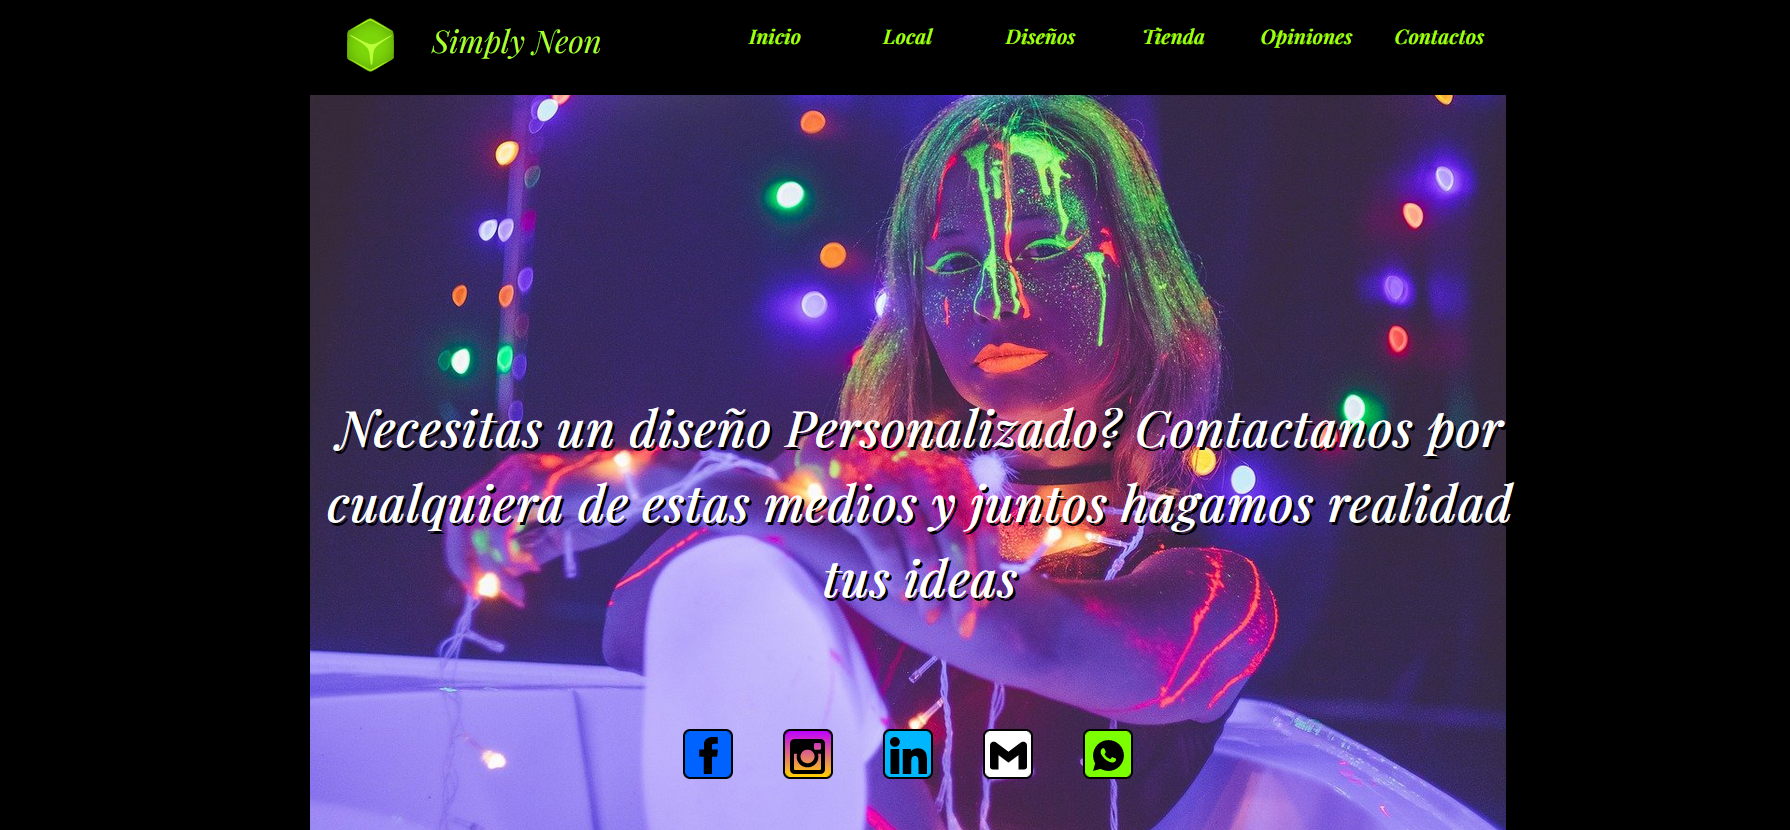 Simply Neon
Inicio Local Diseños Tienda Opiniones Contactos
Necesitas un diseño Personalizado? Contactanos por
cualquiera de estas medios y juntos hagamos realidad
tus ideas